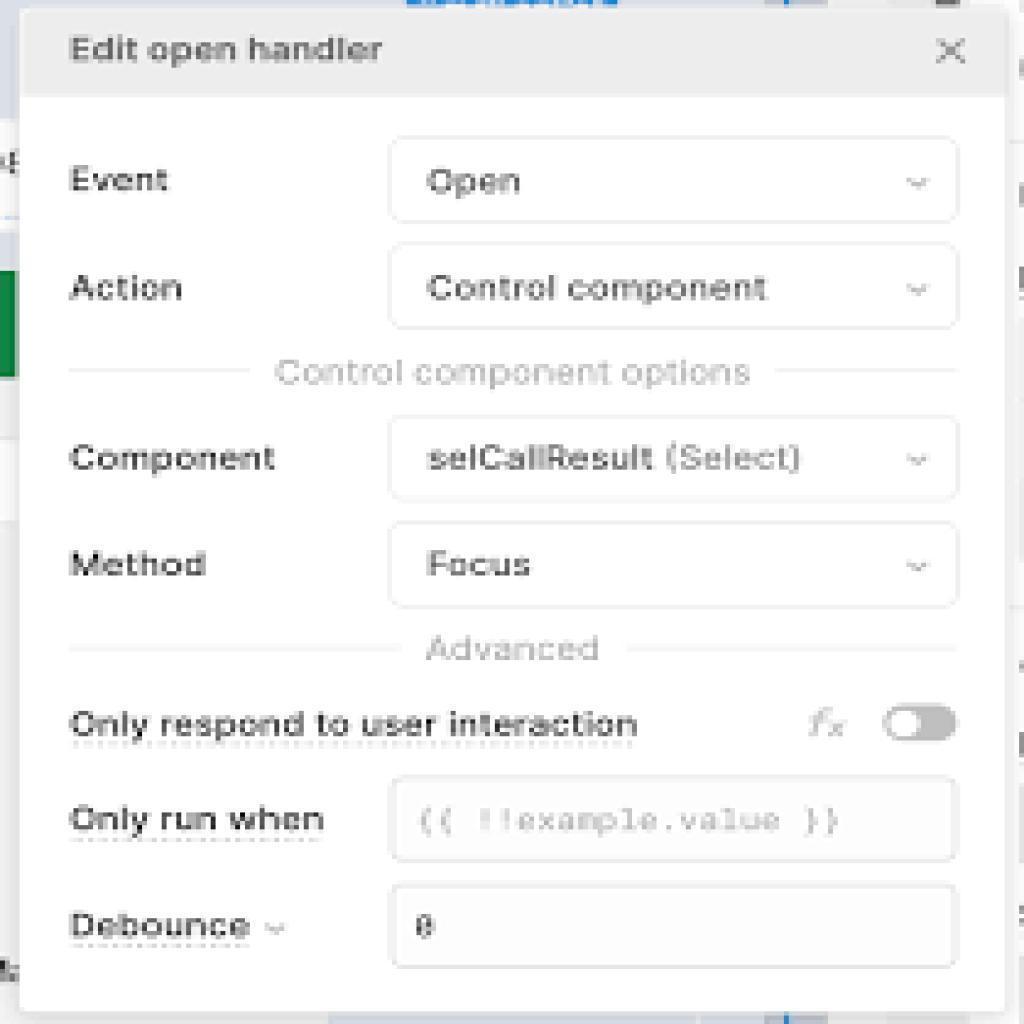 Edit open handler
Event
Open
Action
Control component
Control component options
Component
selCallResult (Select)
Method
Focus
Advanced
Only respond to user interaction
fx
Only run when
{{ !!example.value }}
Debounce
0